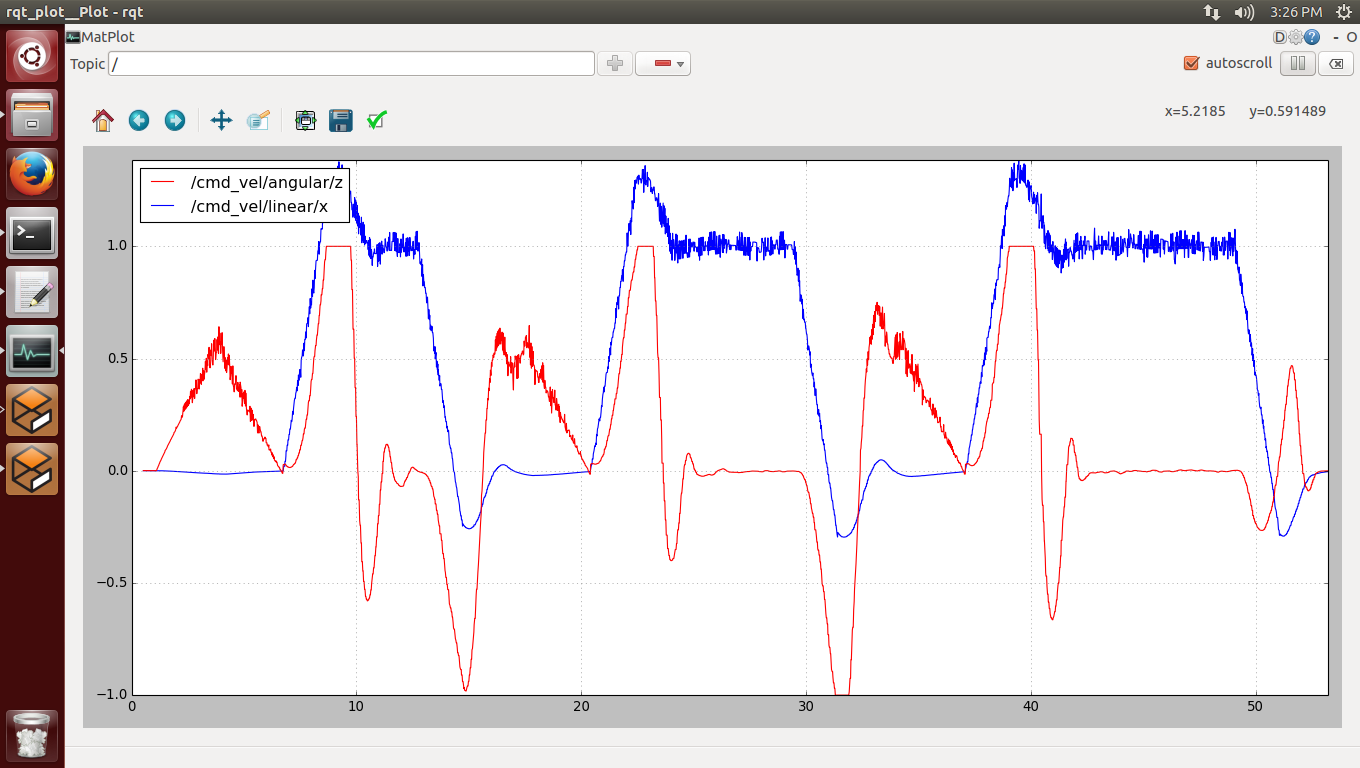 rqt_plot__Plot - rqt
3:26 PM
MatPlot
D
- O
Topic /
autoscroll
x=5.2185 y=0.591489
/cmd_vel/angular/z
/cmd_vel/linear/x
1.0
0.5
0.0
−0.5
−1.0
0 10 20 30 40 50